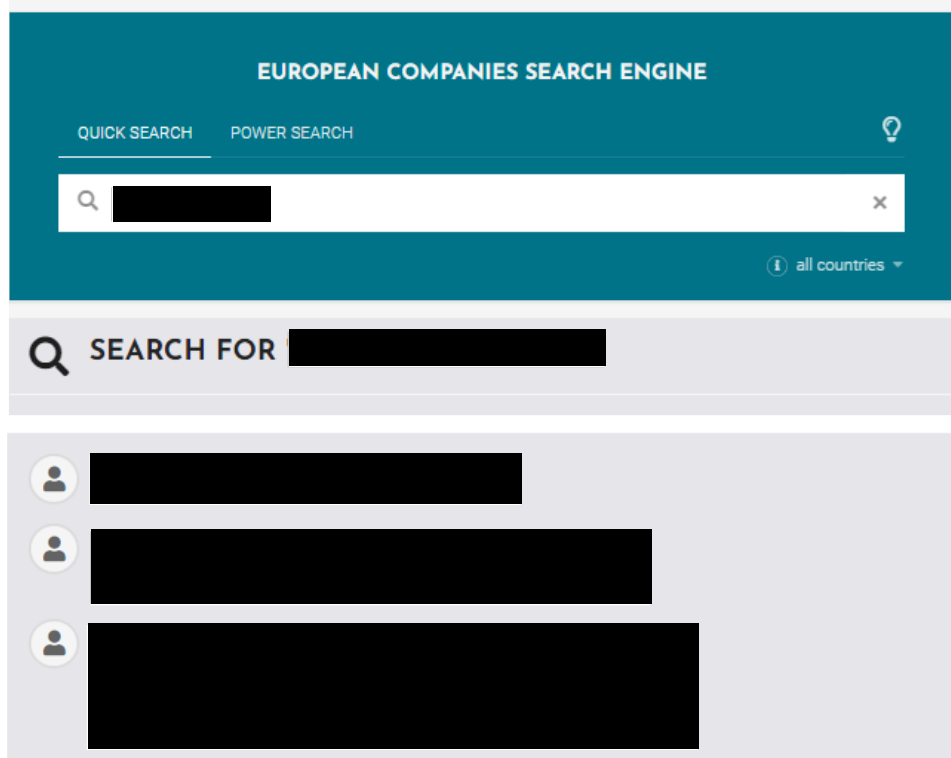 EUROPEAN COMPANIES SEARCH ENGINE
QUICK SEARCH POWER SEARCH
all countries
SEARCH FOR